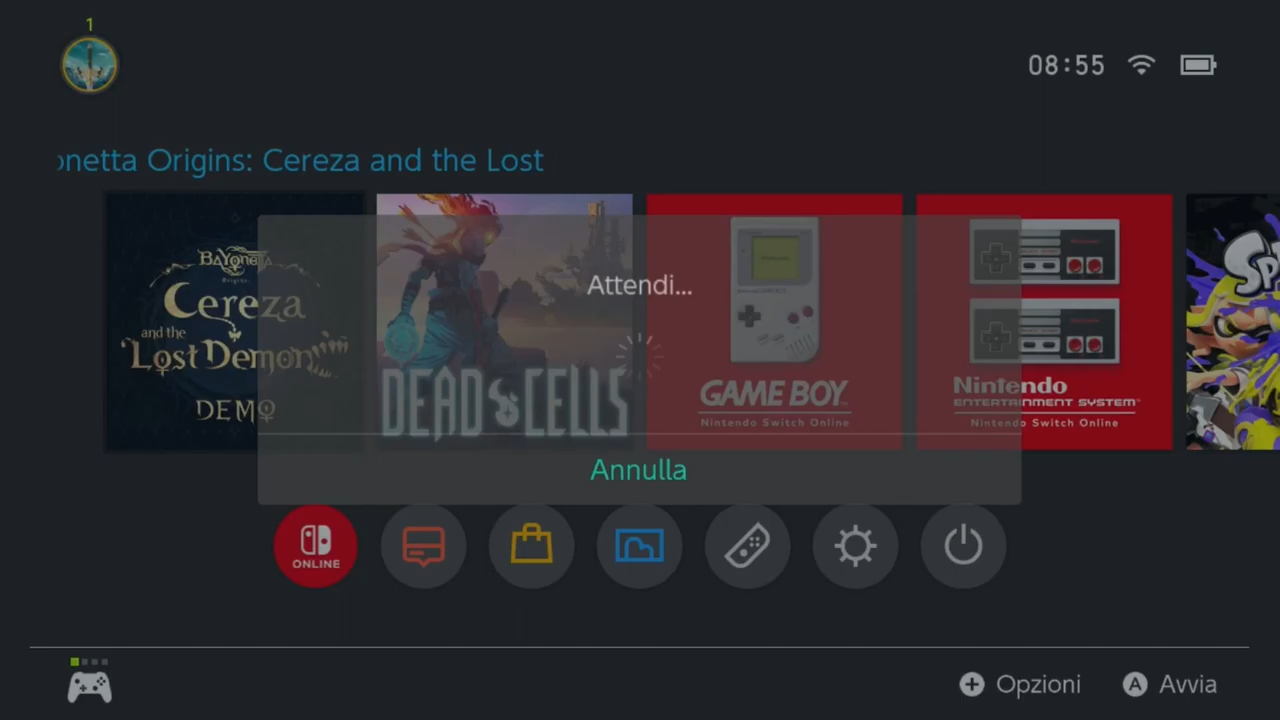 1
08:55
onetta Origins: Cereza and the Lost
BAYONETTA
Origins:
Cereza
and the
Lost Demon
DEMO
DEAD CELLS
GAME BOY
Nintendo Switch Online
Nintendo
ENTERTAINMENT SYSTEM
Nintendo Switch Online
Spl
Attendi...
Annulla
ONLINE
Opzioni
A Avvia